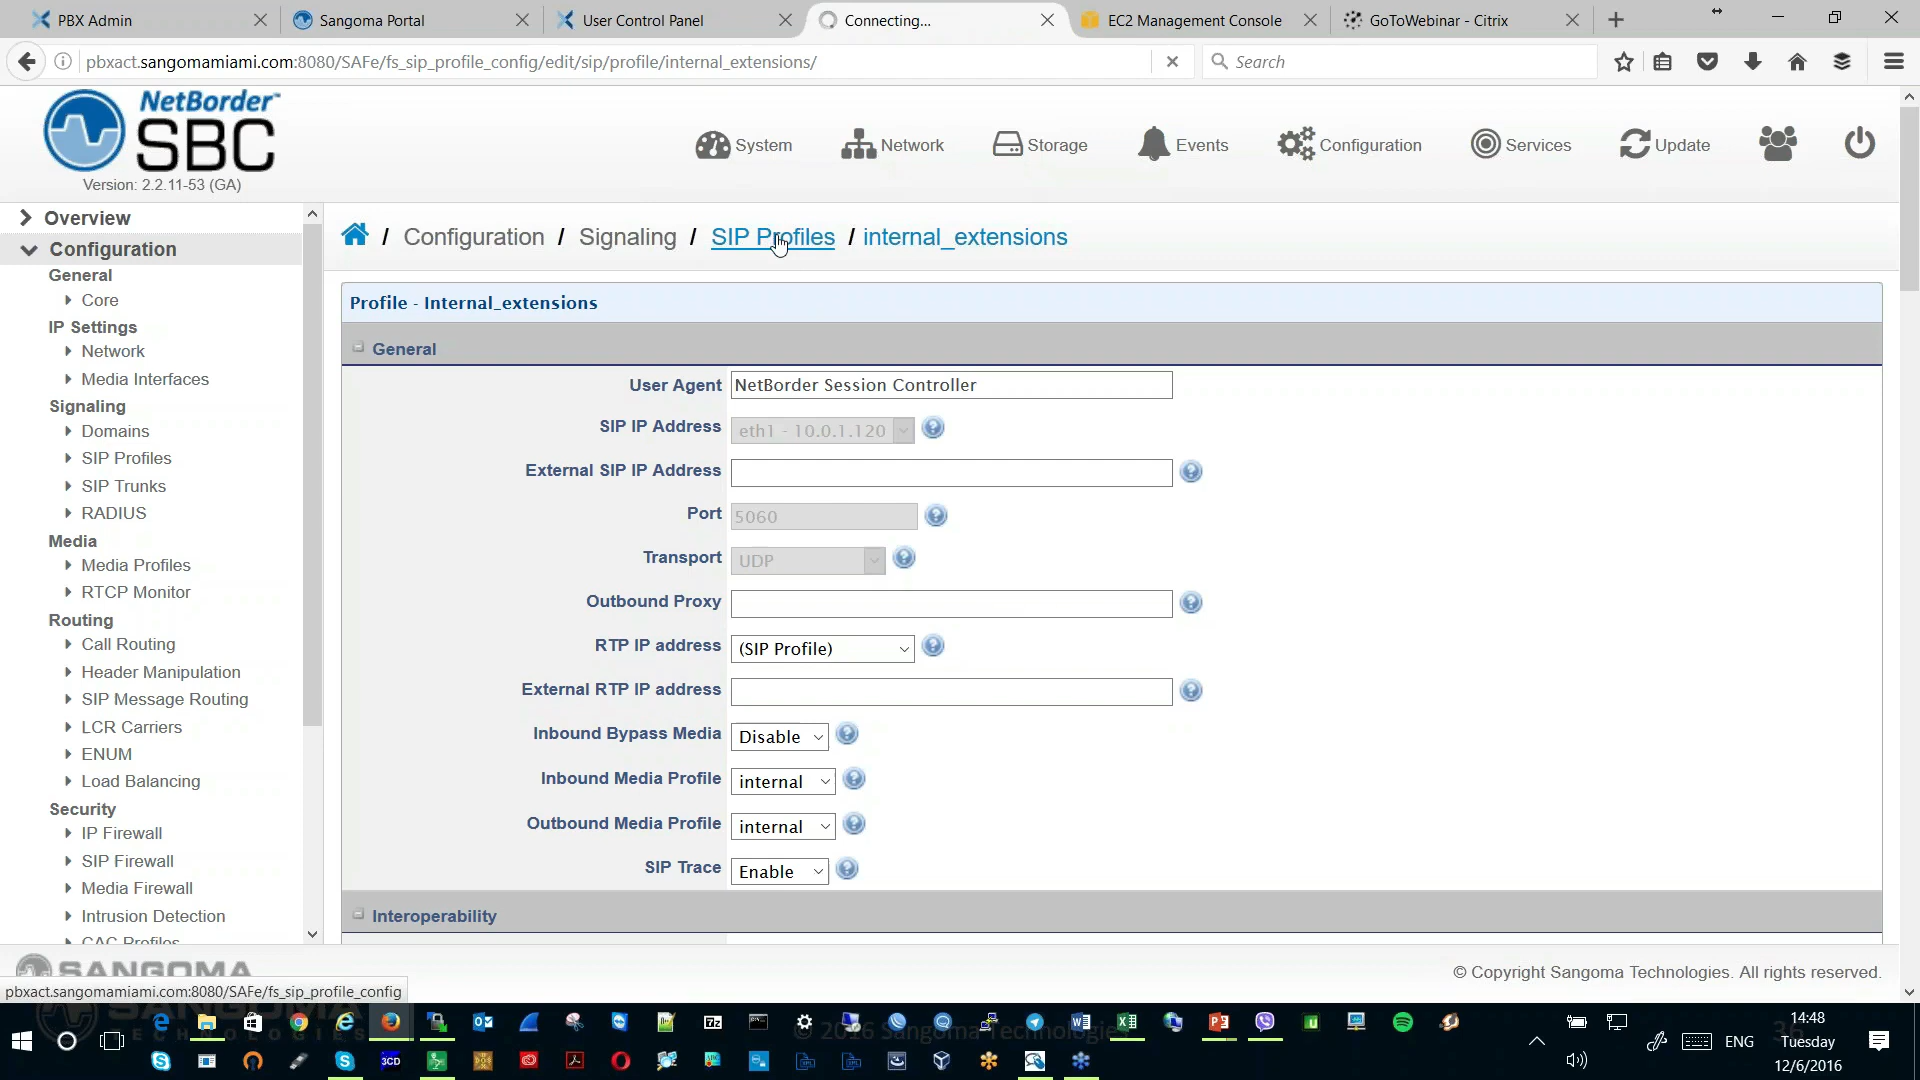 PBX Admin
Sangoma Portal
User Control Panel
Connecting...
EC2 Management Console
GoToWebinar - Citrix
pbxact.sangomamiami.com:8080/SAFe/fs_sip_profile_config/edit/sip/profile/internal_extensions/
Search
NetBorder™
SBC
Version: 2.2.11-53 (GA)
System
Network
Storage
Events
Configuration
Services
Update
Overview
Configuration
General
Core
IP Settings
Network
Media Interfaces
Signaling
Domains
SIP Profiles
SIP Trunks
RADIUS
Media
Media Profiles
RTCP Monitor
Routing
Call Routing
Header Manipulation
SIP Message Routing
LCR Carriers
ENUM
Load Balancing
Security
IP Firewall
SIP Firewall
Media Firewall
Intrusion Detection
CAC Profiles
/ Configuration / Signaling / SIP Profiles / internal_extensions
Profile - Internal_extensions
General
User Agent NetBorder Session Controller
SIP IP Address eth1 - 10.0.1.120
External SIP IP Address
Port 5060
Transport UDP
Outbound Proxy
RTP IP address (SIP Profile)
External RTP IP address
Inbound Bypass Media Disable
Inbound Media Profile internal
Outbound Media Profile internal
SIP Trace Enable
Interoperability
SANGOMA
© Copyright Sangoma Technologies. All rights reserved.
pbxact.sangomamiami.com:8080/SAFe/fs_sip_profile_config
© 2016 Sangoma Technologies
36
ENG
14:48
Tuesday
12/6/2016